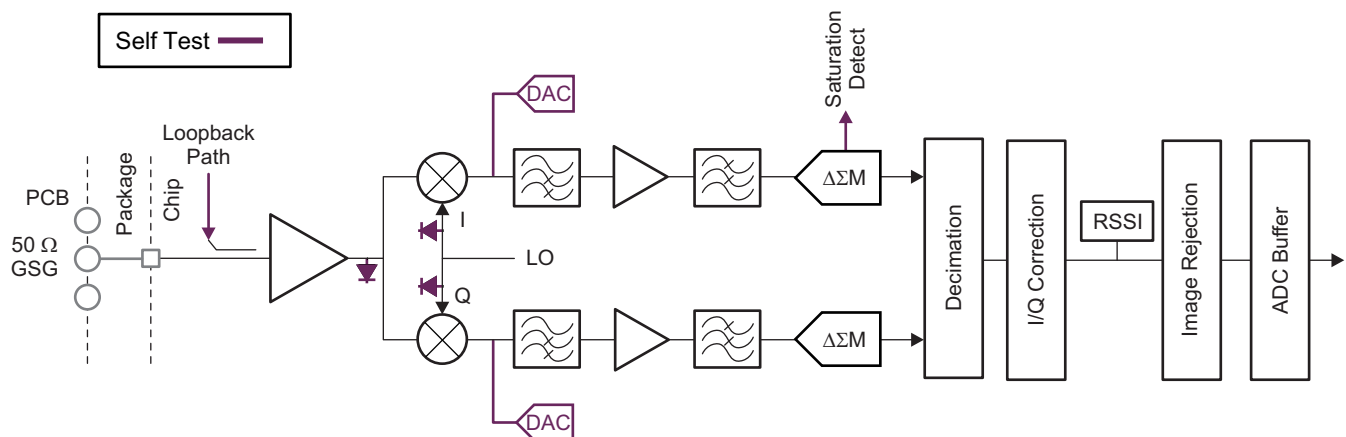 Self Test
DAC
Saturation
Detect
Loopback
Path
PCB
Package
Chip
50 Ω
GSG
I
LO
Q
ΔΣM
Decimation
I/Q Correction
RSSI
Image Rejection
ADC Buffer
ΔΣM
DAC